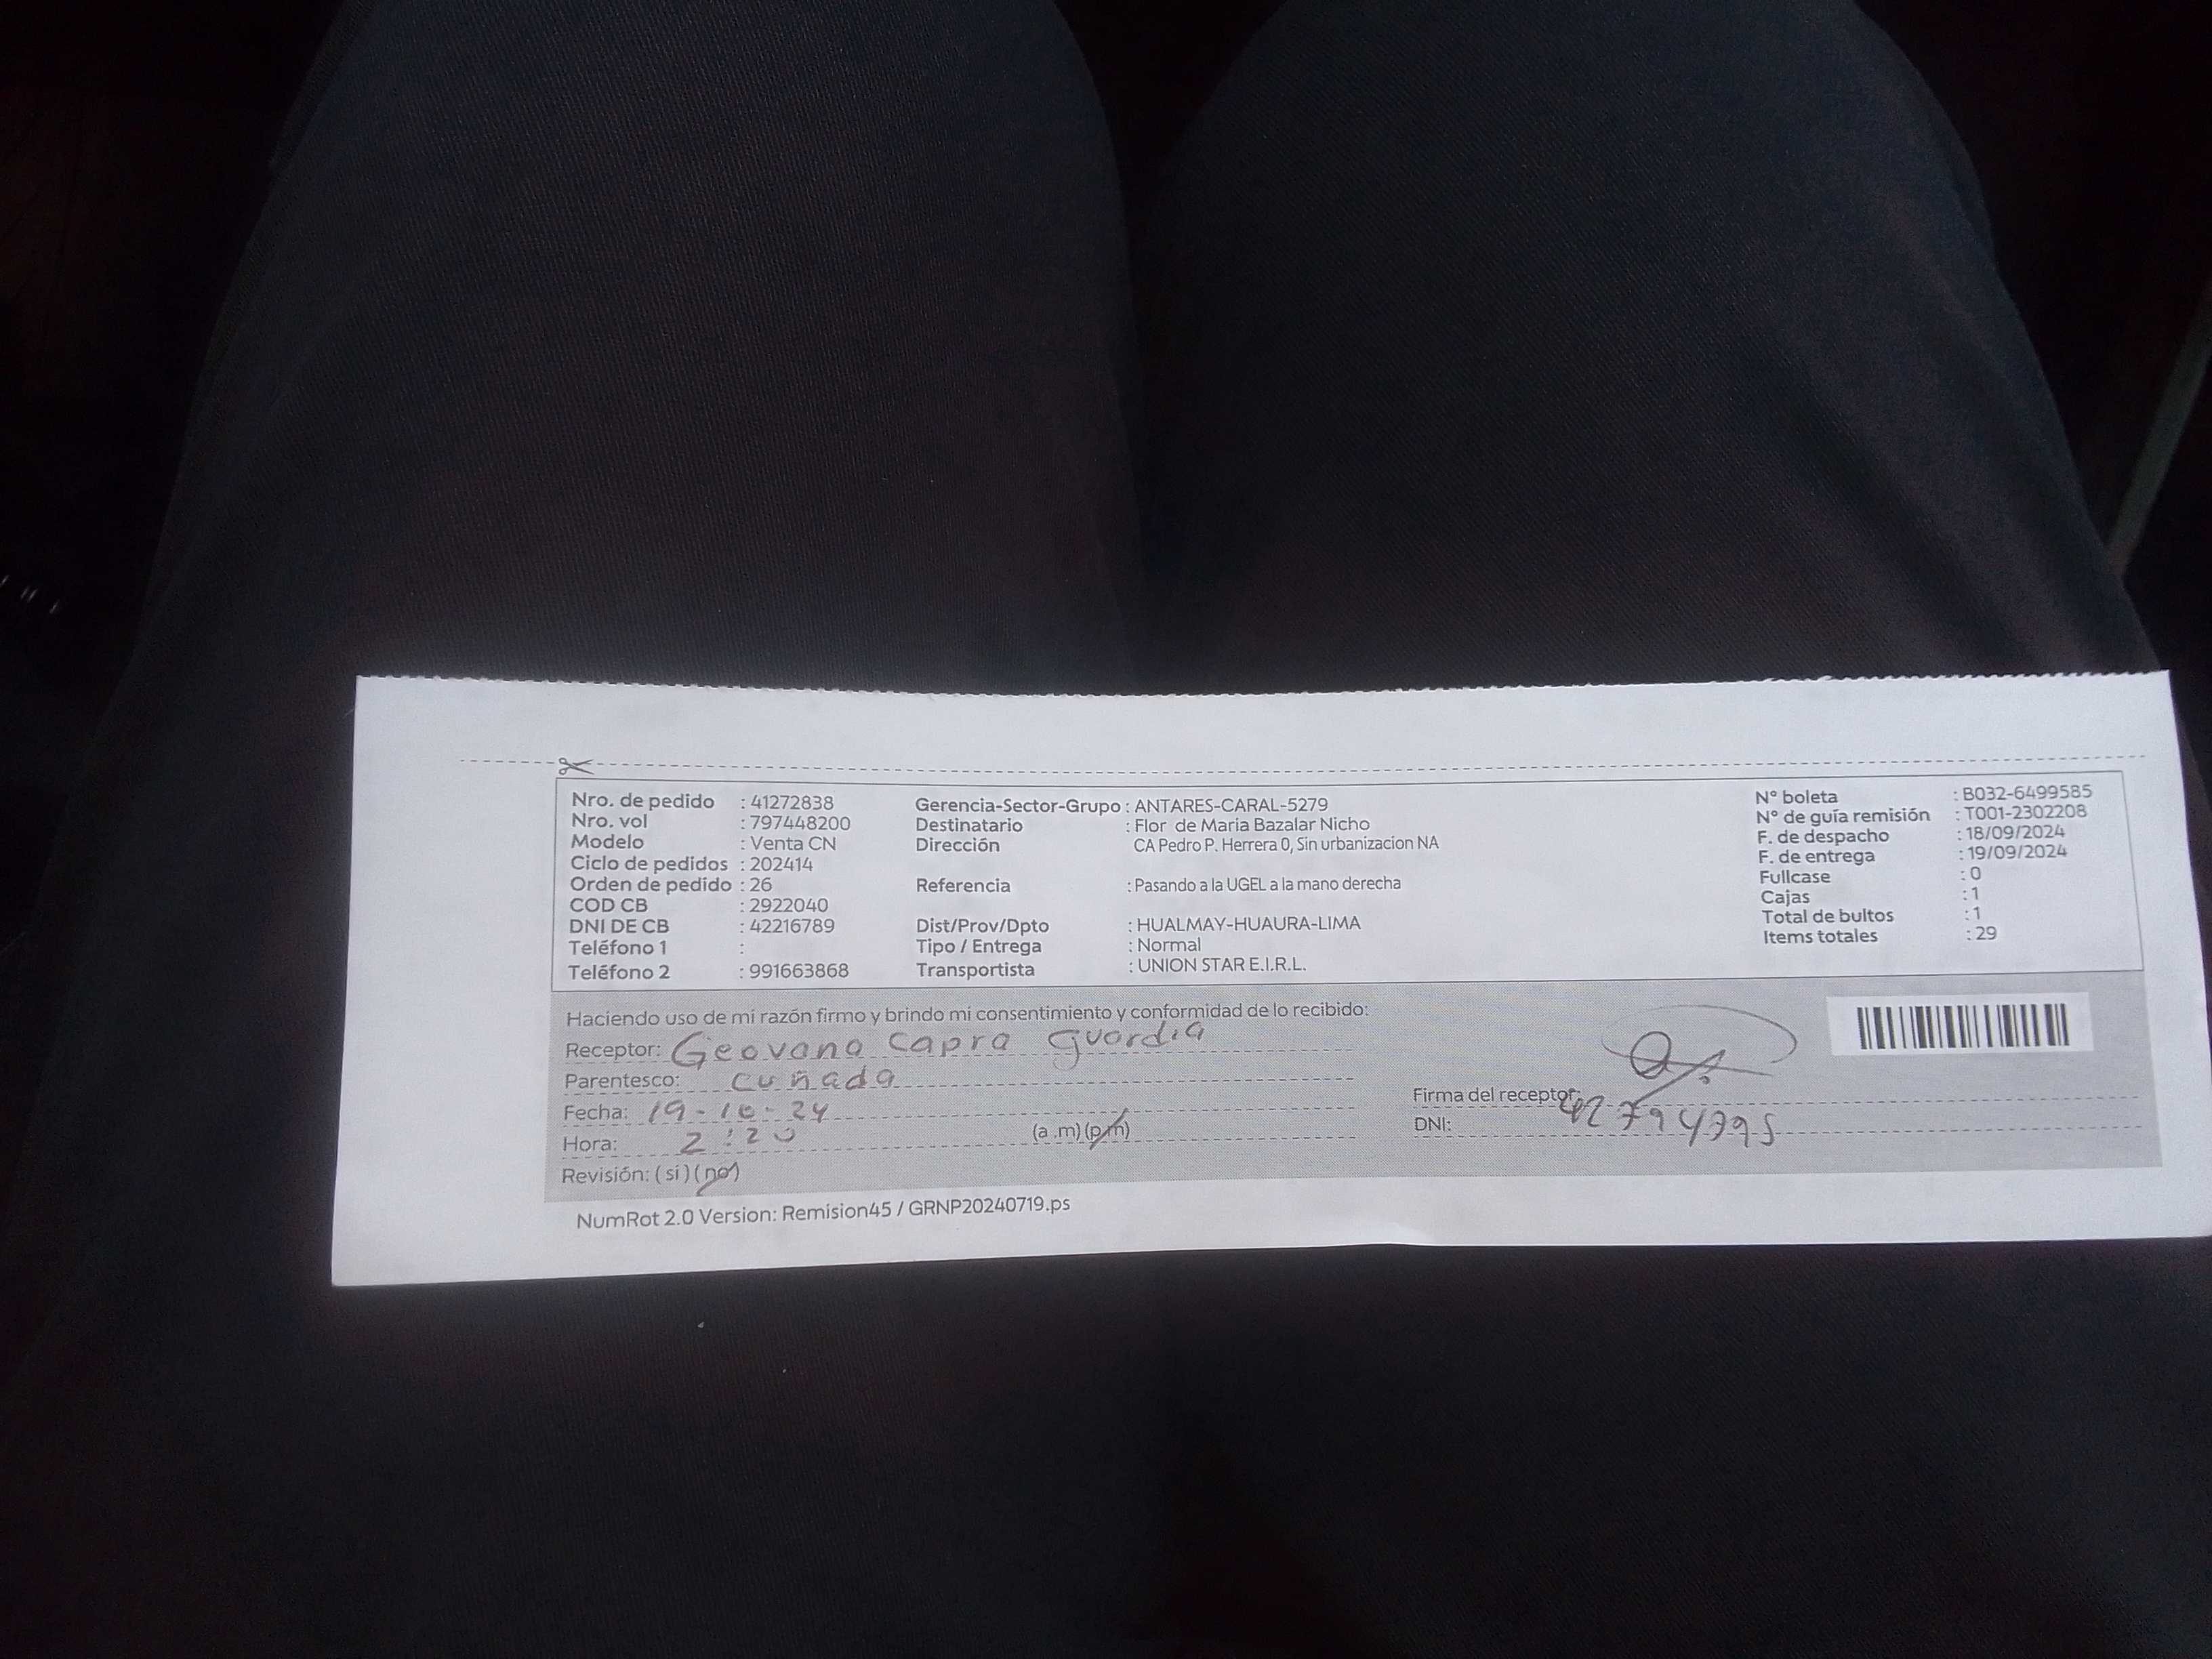 Nro. de pedido : 41272838
Nro. vol : 797448200
Modelo : Venta CN
Ciclo de pedidos : 202414
Orden de pedido : 26
COD CB : 2922040
DNI DE CB : 42216789
Teléfono 1 :
Teléfono 2 : 991663868
Gerencia-Sector-Grupo : ANTARES-CARAL-5279
Destinatario : Flor de Maria Bazalar Nicho
Dirección CA Pedro P. Herrera 0, Sin urbanizacion NA
Referencia : Pasando a la UGEL a la mano derecha
Dist/Prov/Dpto : HUALMAY-HUAURA-LIMA
Tipo / Entrega : Normal
Transportista : UNION STAR E.I.R.L.
N° boleta : B032-6499585
N° de guía remisión : T001-2302208
F. de despacho : 18/09/2024
F. de entrega : 19/09/2024
Fullcase : 0
Cajas : 1
Total de bultos : 1
Items totales : 29
Haciendo uso de mi razón firmo y brindo mi consentimiento y conformidad de lo recibido:
Receptor: Geovana Capra guardia
Parentesco: cuñada
Fecha: 19-10-24
Hora: 2:20 (a .m) (p.m)
Revisión: ( si ) ( no )
Firma del receptor:
DNI: 42794795
NumRot 2.0 Version: Remision45 / GRNP20240719.ps